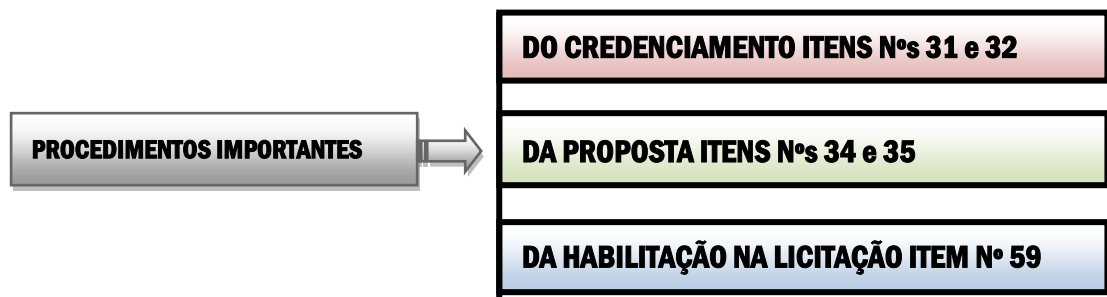 DO CREDENCIAMENTO ITENS Nºs 31 e 32
PROCEDIMENTOS IMPORTANTES
DA PROPOSTA ITENS Nºs 34 e 35
DA HABILITAÇÃO NA LICITAÇÃO ITEM Nº 59